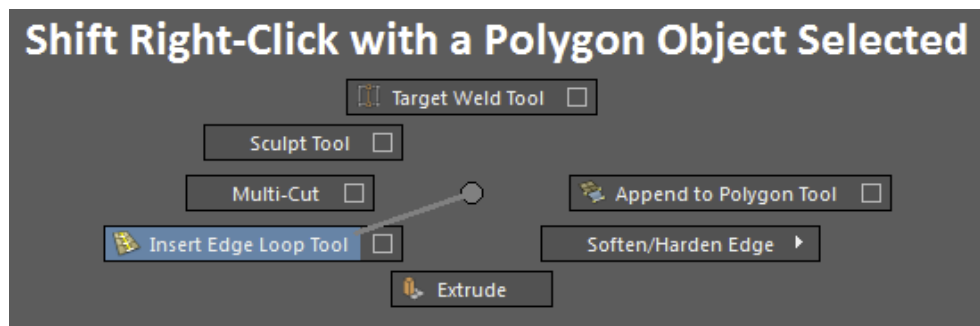 Shift Right-Click with a Polygon Object Selected
Target Weld Tool
Sculpt Tool
Multi-Cut
Append to Polygon Tool
Insert Edge Loop Tool
Soften/Harden Edge
Extrude